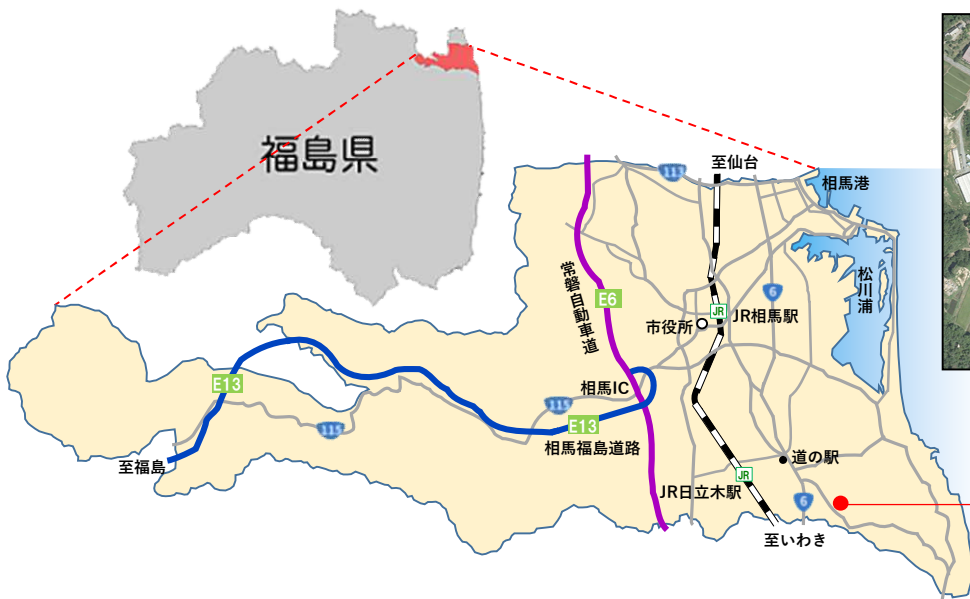 福島県
至仙台
113
相馬港
常磐自動車道
E6
6
松川浦
市役所
JR
JR相馬駅
相馬IC
E13
115
E13
115
相馬福島道路
至福島
道の駅
JR
JR日立木駅
6
至いわき